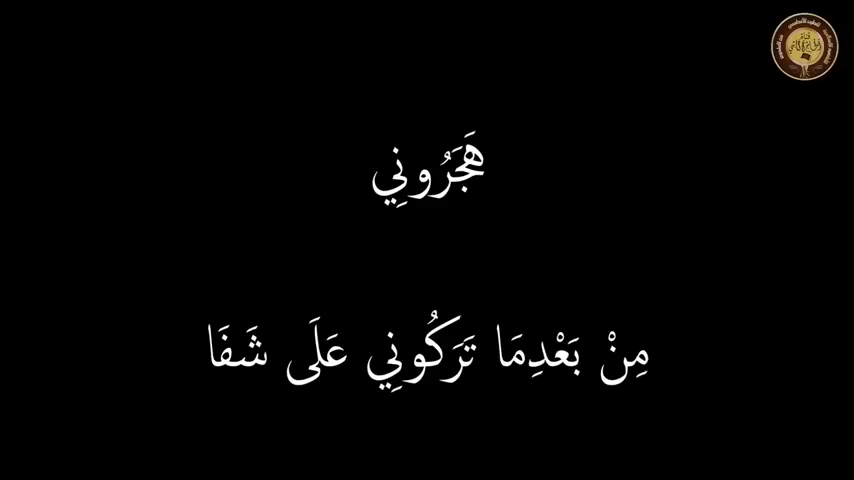 هَجَرُونِي
مِنْ بَعْدِمَا تَرَكُونِي عَلَى شَفَا